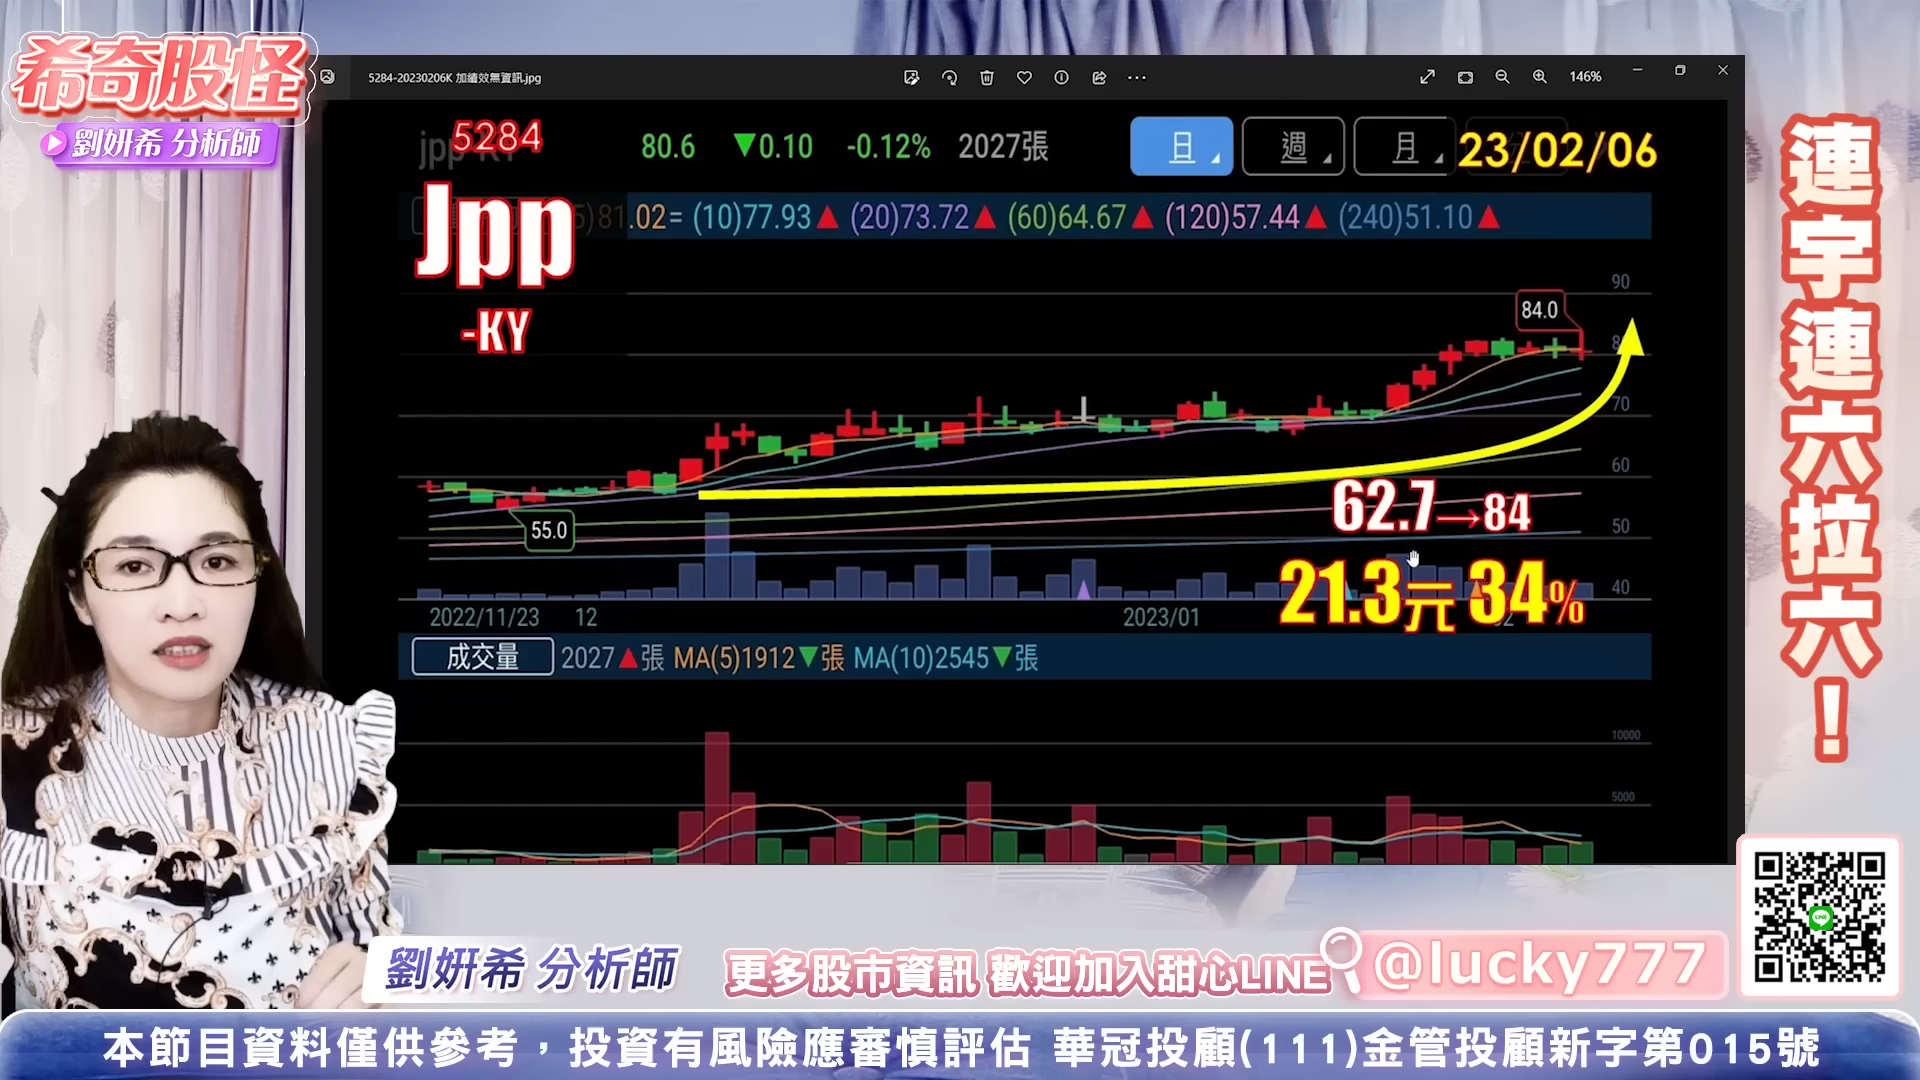 希奇股怪
劉妍希 分析師
5284-20230206K 加績效無資訊.jpg
146%
5284
80.6 ▼0.10 -0.12% 2027張
日 週 月
23/02/06
Jpp
-KY
81.02= (10)77.93▲ (20)73.72▲ (60)64.67▲ (120)57.44▲ (240)51.10▲
90
84.0
70
60
50
40
55.0
62.7→84
21.3元 34%
2022/11/23 12 2023/01
成交量 2027▲張 MA(5)1912▼張 MA(10)2545▼張
10000
5000
連宇連六拉六!
劉妍希 分析師
更多股市資訊 歡迎加入甜心LINE
@lucky777
LINE
本節目資料僅供參考，投資有風險應審慎評估 華冠投顧(111)金管投顧新字第015號